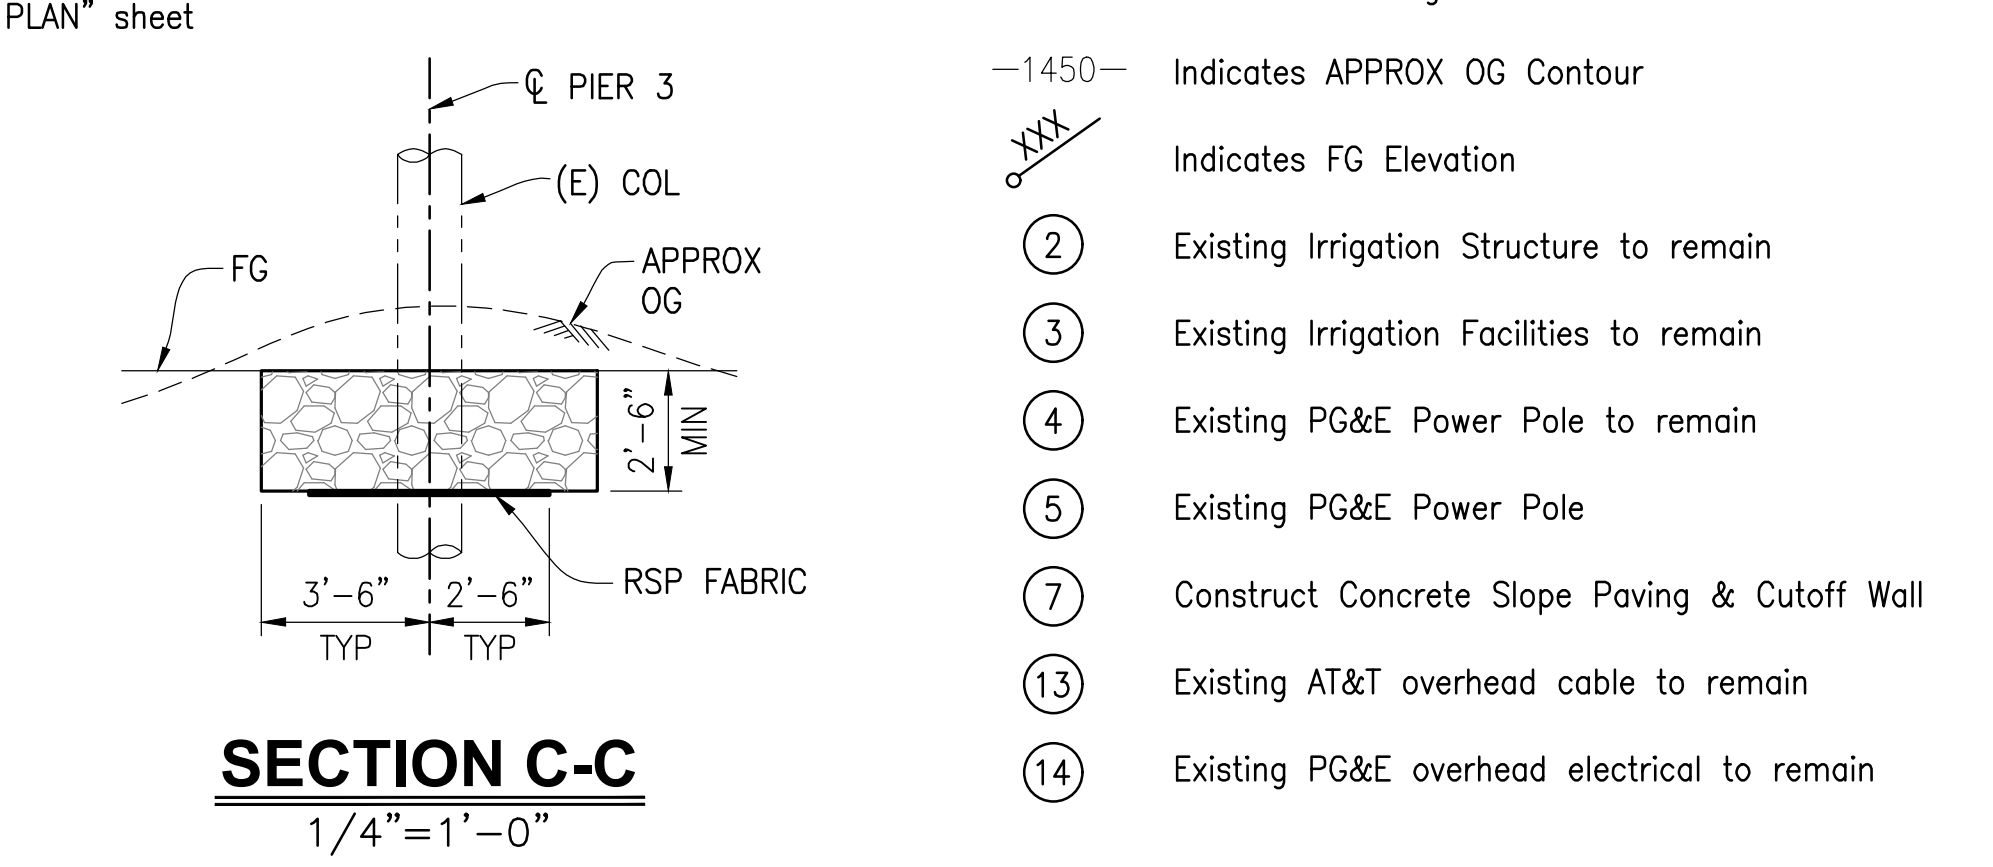 PLAN” sheet
℄ PIER 3
(E) COL
FG
APPROX
OG
2’-6”
MIN
3’-6”
TYP
2’-6”
TYP
RSP FABRIC
SECTION C-C
1/4”=1’-0”
—1450— Indicates APPROX OG Contour
XXX Indicates FG Elevation
2 Existing Irrigation Structure to remain
3 Existing Irrigation Facilities to remain
4 Existing PG&E Power Pole to remain
5 Existing PG&E Power Pole
7 Construct Concrete Slope Paving & Cutoff Wall
13 Existing AT&T overhead cable to remain
14 Existing PG&E overhead electrical to remain